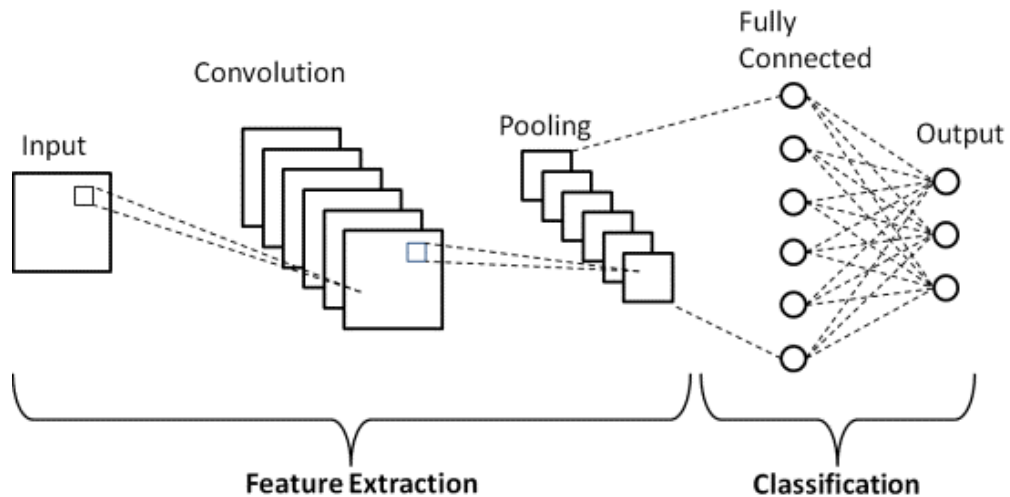 Input
Convolution
Pooling
Fully
Connected
Output
Feature Extraction
Classification